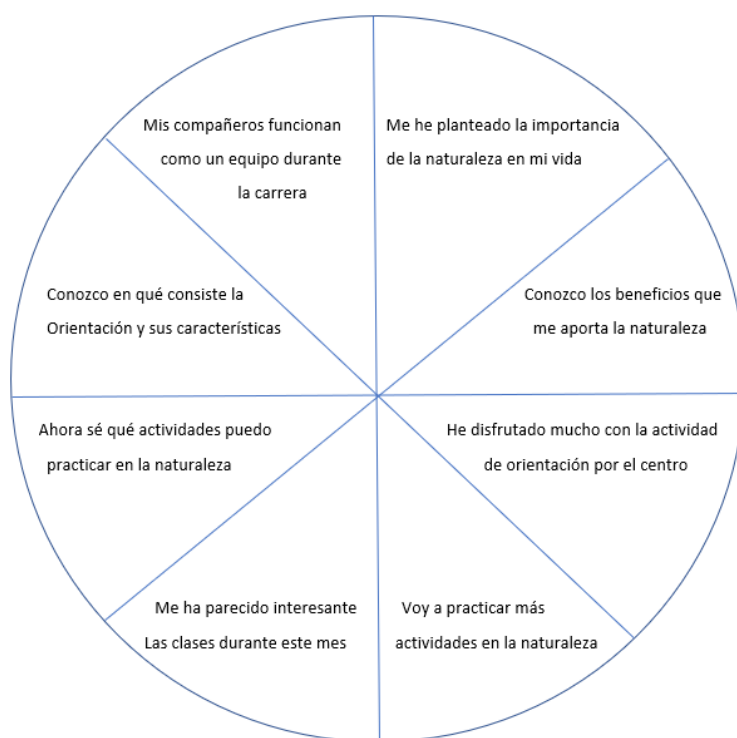 Mis compañeros funcionan
como un equipo durante
la carrera
Me he planteado la importancia
de la naturaleza en mi vida
Conozco en qué consiste la
Orientación y sus características
Conozco los beneficios que
me aporta la naturaleza
Ahora sé qué actividades puedo
practicar en la naturaleza
He disfrutado mucho con la actividad
de orientación por el centro
Me ha parecido interesante
Las clases durante este mes
Voy a practicar más
actividades en la naturaleza